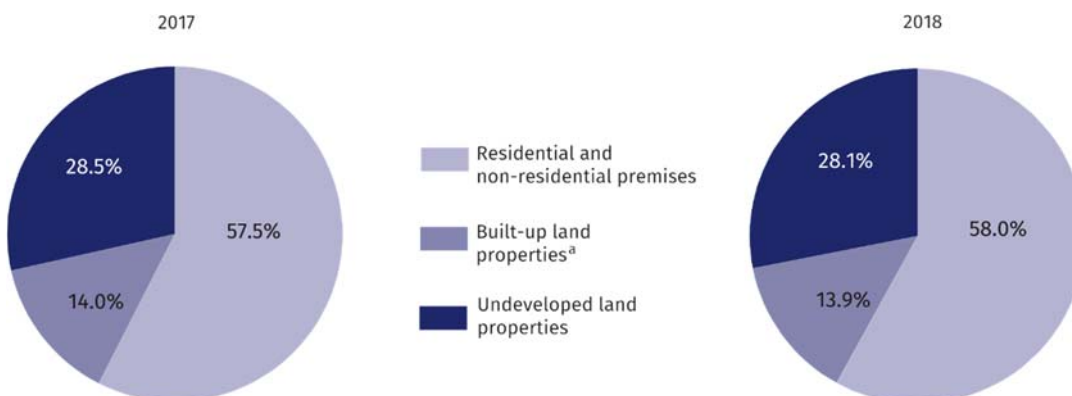 2017
28.5%
57.5%
14.0%
Residential and
non-residential premises
Built-up land
propertiesᵃ
Undeveloped land
properties
2018
28.1%
58.0%
13.9%